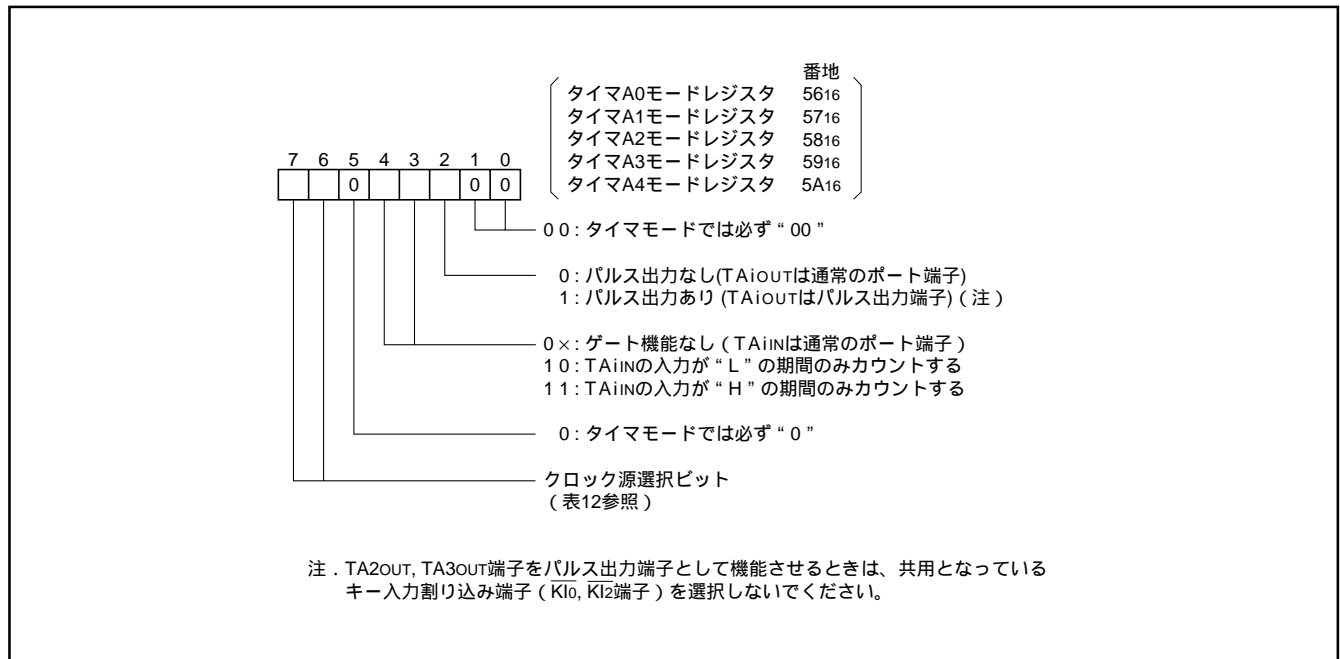 番地
タイマA0モードレジスタ 5616
タイマA1モードレジスタ 5716
タイマA2モードレジスタ 5816
タイマA3モードレジスタ 5916
タイマA4モードレジスタ 5A16
7 6 5 4 3 2 1 0
0 0 0
0 0 : タイマモードでは必ず“ 00 ”
0 : パルス出力なし(TAiOUTは通常のポート端子)
1 : パルス出力あり (TAiOUTはパルス出力端子)( 注 )
0 × : ゲート機能なし ( TAiINは通常のポート端子 )
1 0 : TAiINの入力が“ L ” の期間のみカウントする
1 1 : TAiINの入力が“ H ” の期間のみカウントする
0 : タイマモードでは必ず“ 0 ”
クロック源選択ビット
( 表12参照 )
注 . TA2OUT, TA3OUT端子をパルス出力端子として機能させるときは、共用となっている
キー入力割り込み端子 ( KI0, KI2端子 ) を選択しないでください。